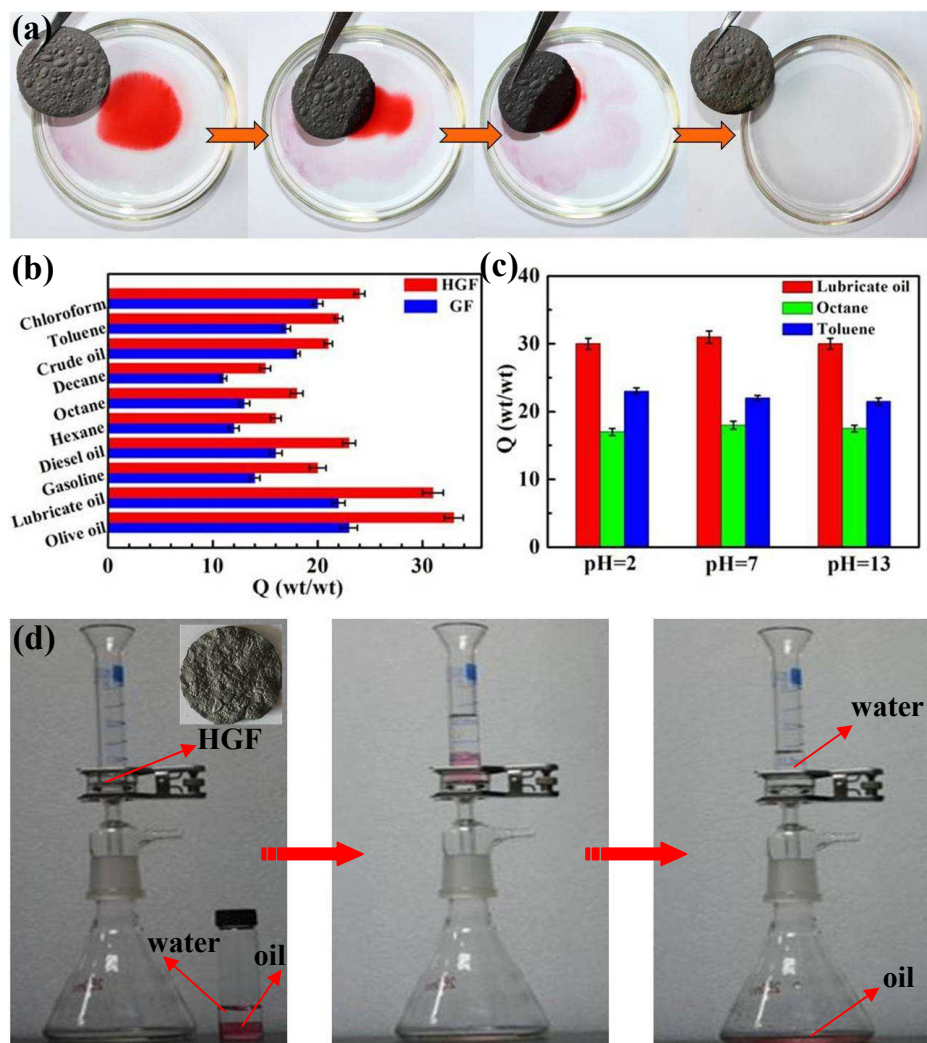 (a)
(b)
HGF
GF
Chloroform
Toluene
Crude oil
Decane
Octane
Hexane
Diesel oil
Gasoline
Lubricate oil
Olive oil
0 10 20 30
Q (wt/wt)
(c)
40
30
20
10
0
Q (wt/wt)
Lubricate oil
Octane
Toluene
pH=2 pH=7 pH=13
(d)
HGF
water
oil
water
oil